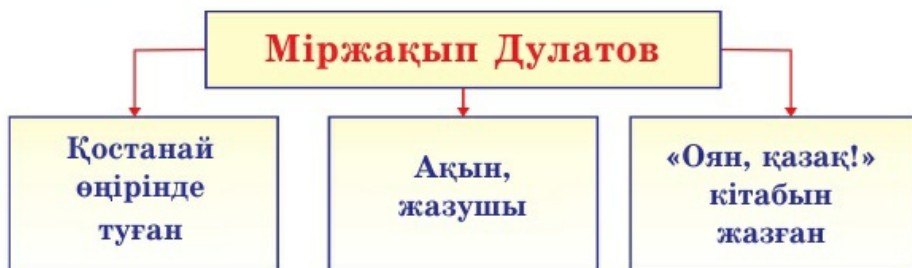 Міржақып Дулатов
Қостанай
өңірінде
туған
Ақын,
жазушы
«Оян, қазақ!»
кітабын
жазған